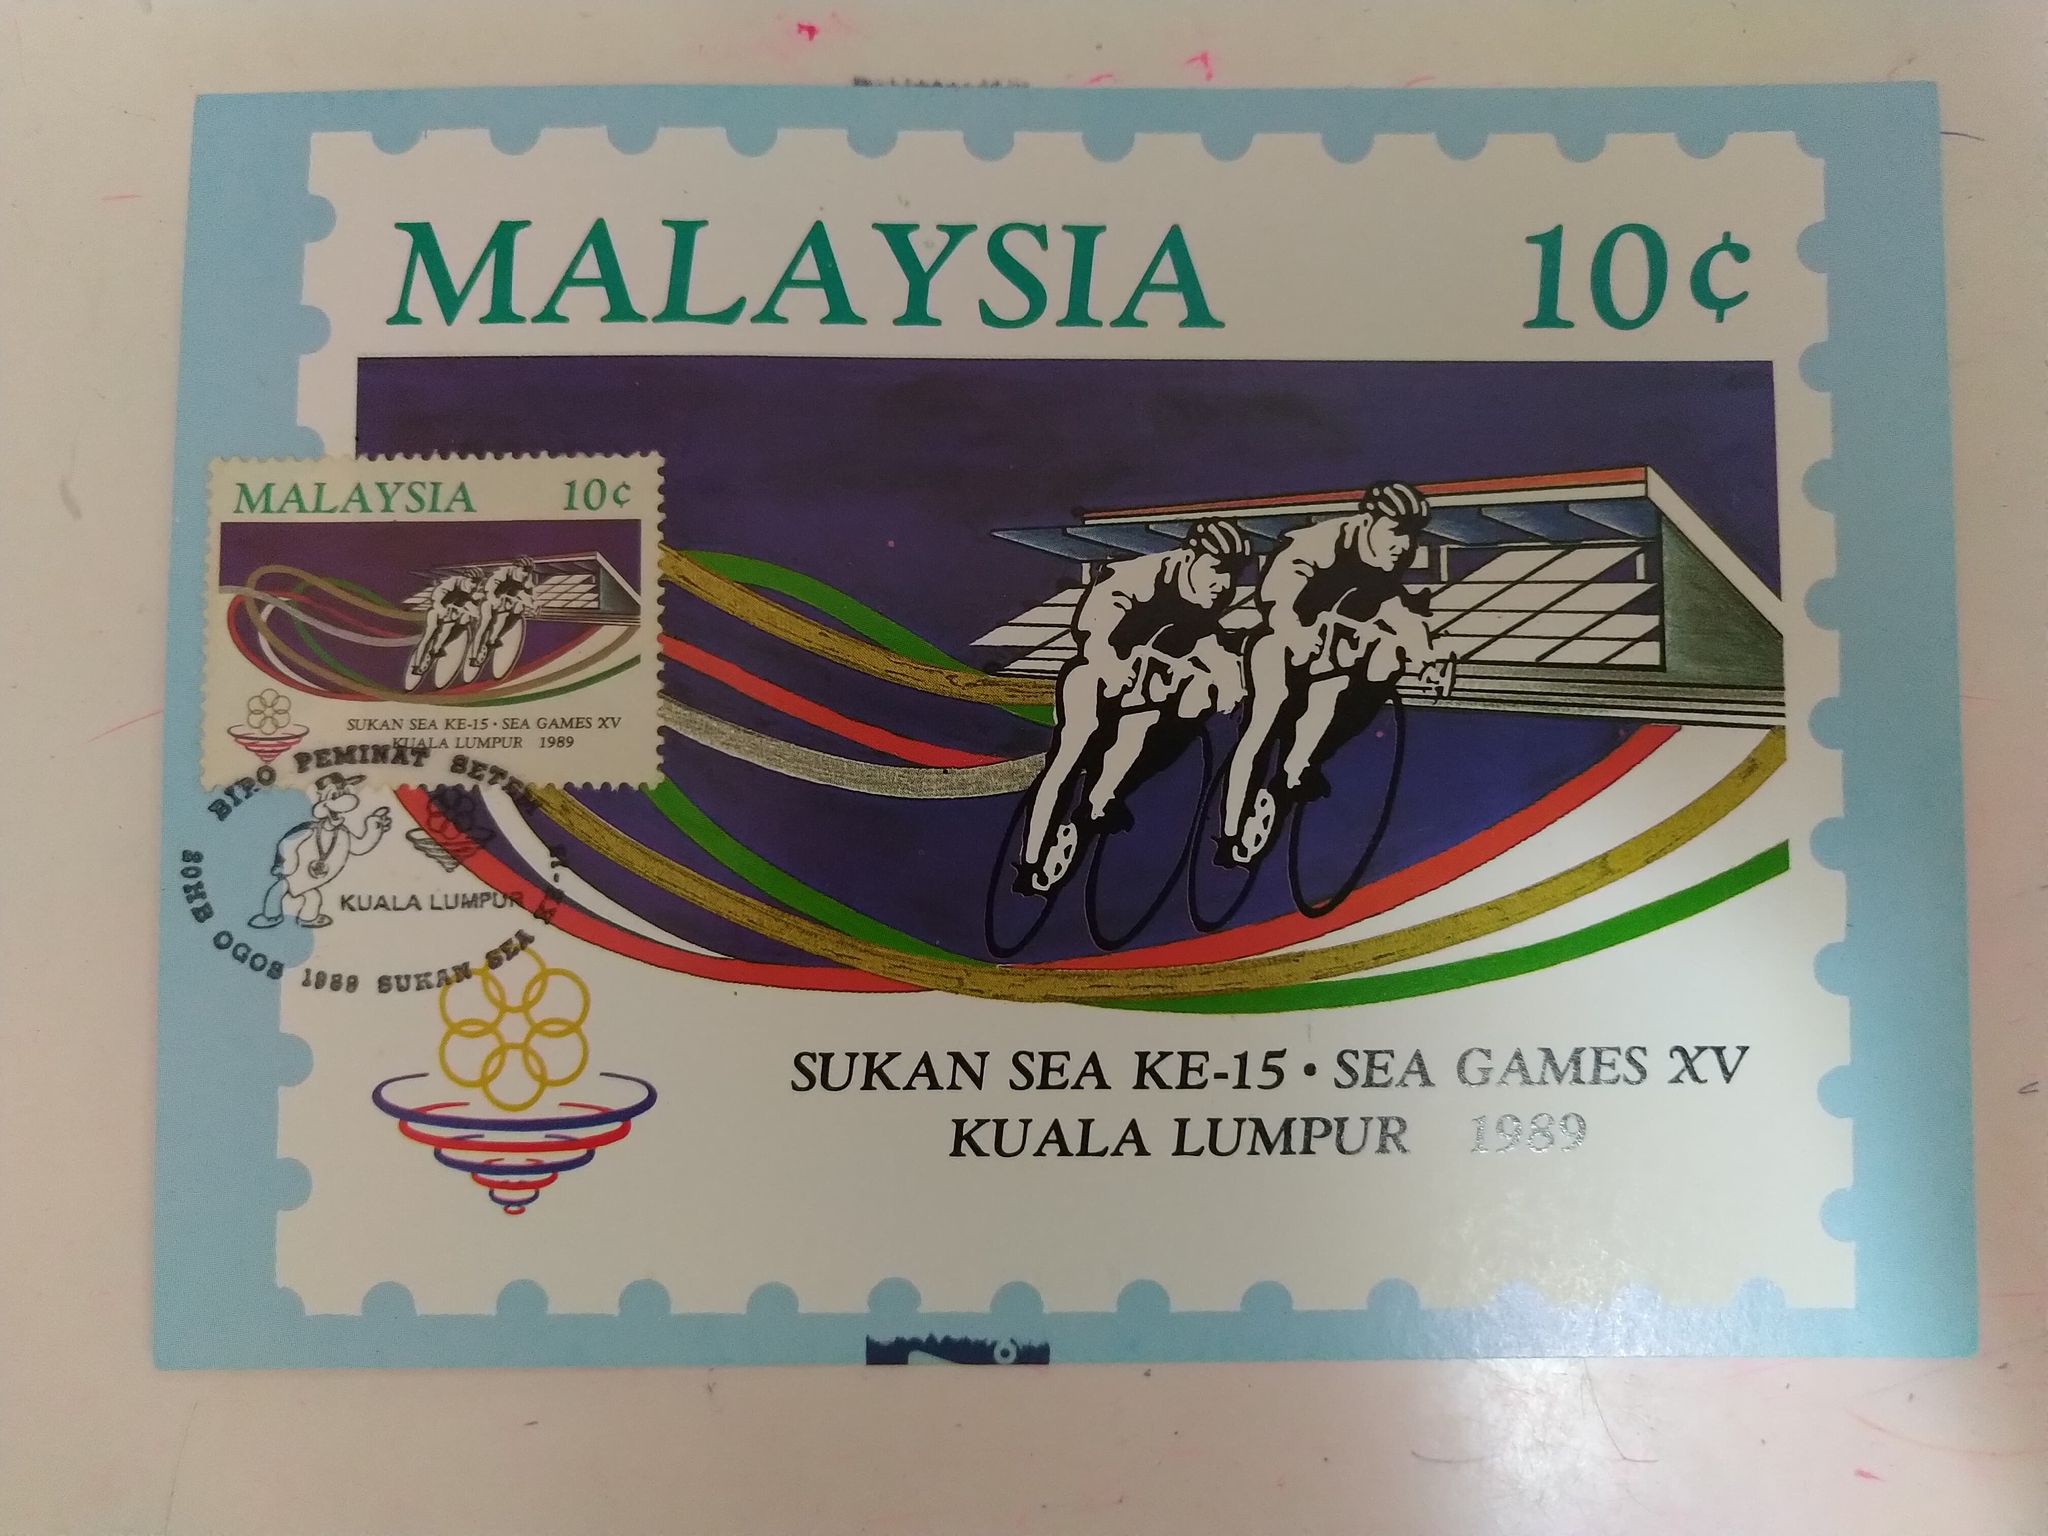 MALAYSIA 10¢
MALAYSIA 10¢
SUKAN SEA KE-15 • SEA GAMES XV
KUALA LUMPUR 1989
BIRO PEMINAT SETEM
KUALA LUMPUR
OGOS 1989 SUKAN SEA
SUKAN SEA KE-15 • SEA GAMES XV
KUALA LUMPUR 1989